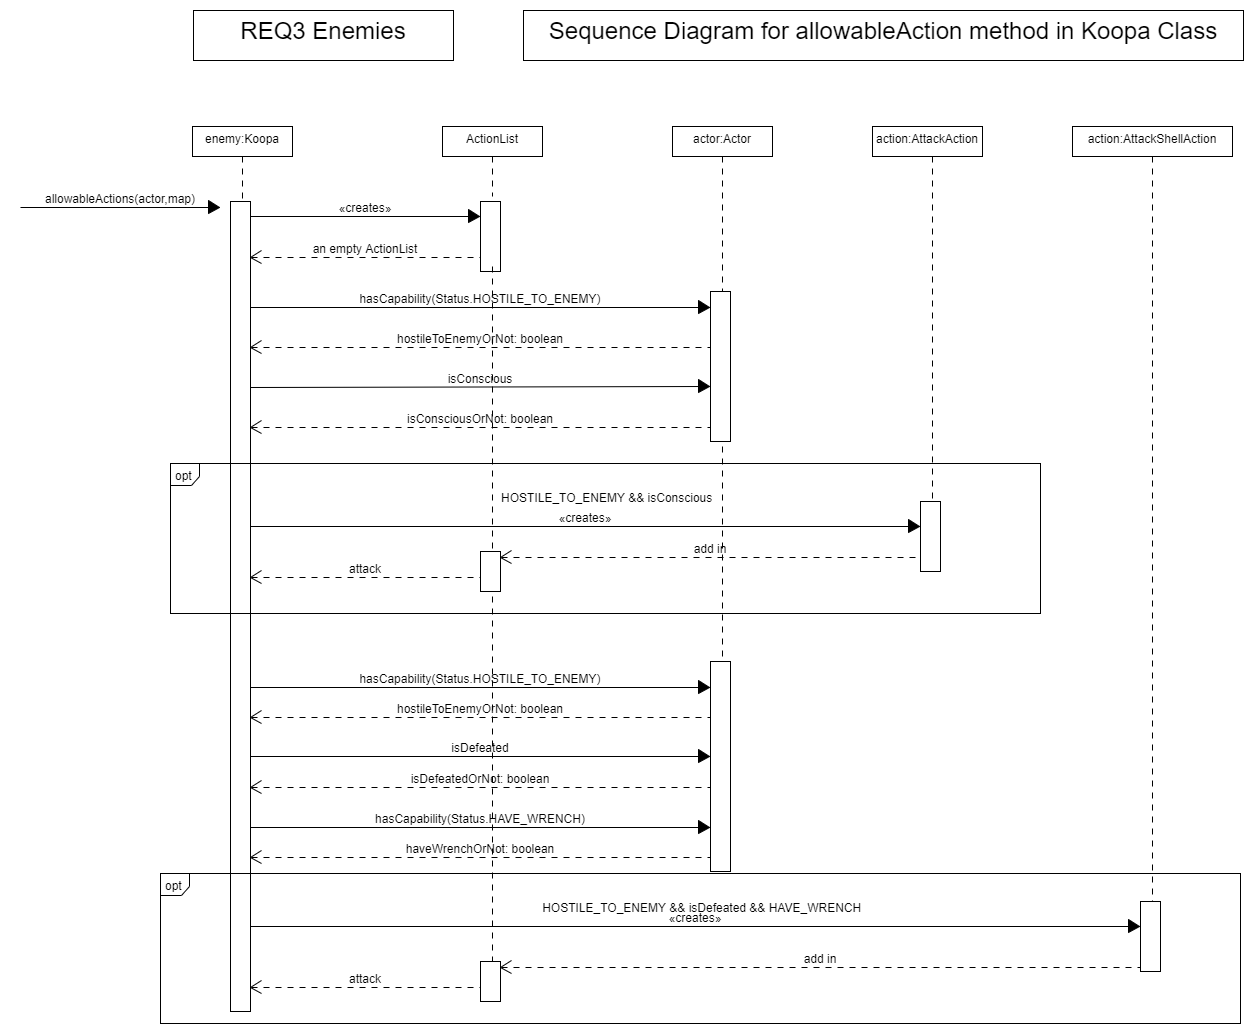 REQ3 Enemies
Sequence Diagram for allowableAction method in Koopa Class
enemy:Koopa
ActionList
actor:Actor
action:AttackAction
action:AttackShellAction
allowableActions(actor,map)
«creates»
an empty ActionList
hasCapability(Status.HOSTILE_TO_ENEMY)
hostileToEnemyOrNot: boolean
isConscious
isConsciousOrNot: boolean
opt
HOSTILE_TO_ENEMY && isConscious
«creates»
add in
attack
hasCapability(Status.HOSTILE_TO_ENEMY)
hostileToEnemyOrNot: boolean
isDefeated
isDefeatedOrNot: boolean
hasCapability(Status.HAVE_WRENCH)
haveWrenchOrNot: boolean
opt
HOSTILE_TO_ENEMY && isDefeated && HAVE_WRENCH
«creates»
add in
attack